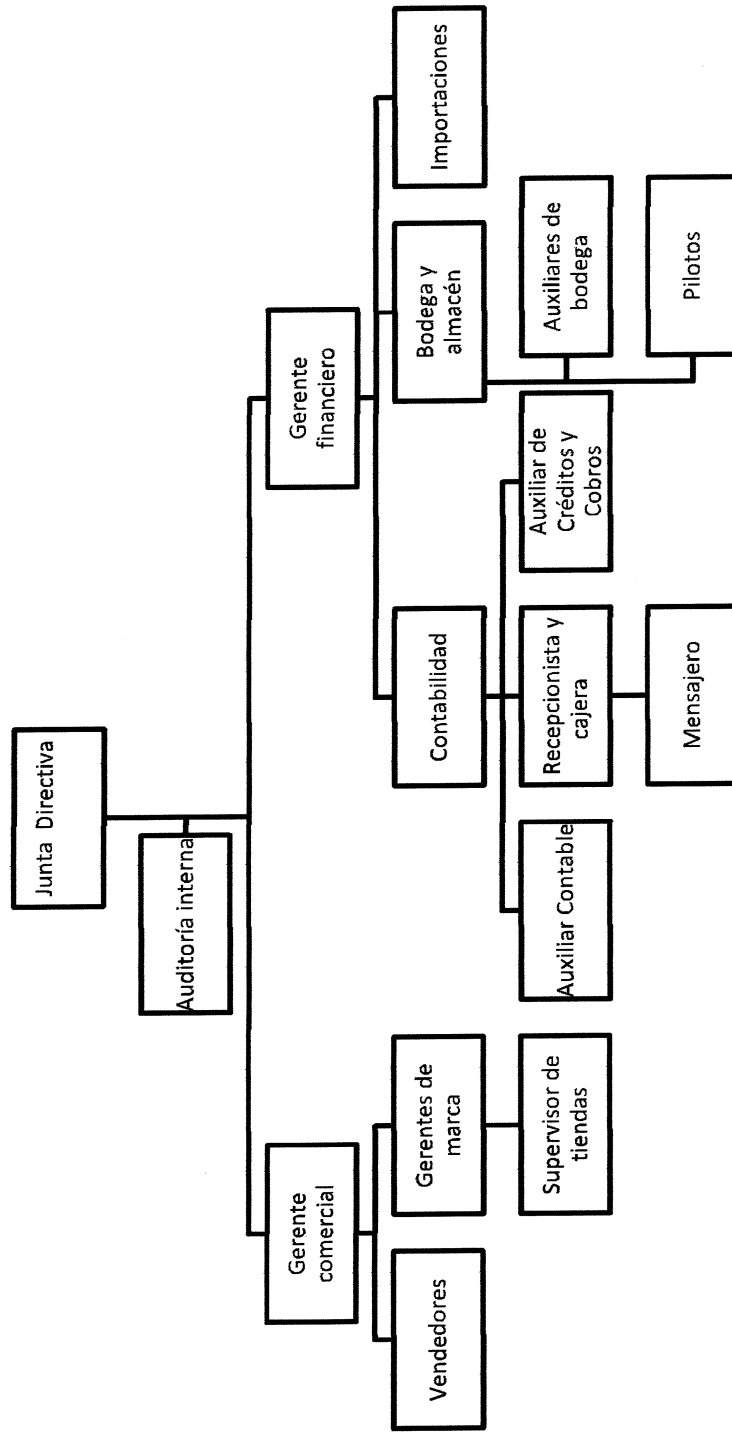 Junta Directiva
Auditoría interna
Gerente
comercial
Gerente
financiero
Vendedores
Gerentes de
marca
Contabilidad
Bodega y
almacén
Importaciones
Supervisor de
tiendas
Auxiliar Contable
Recepcionista y
cajera
Auxiliar de
Créditos y
Cobros
Auxiliares de
bodega
Mensajero
Pilotos